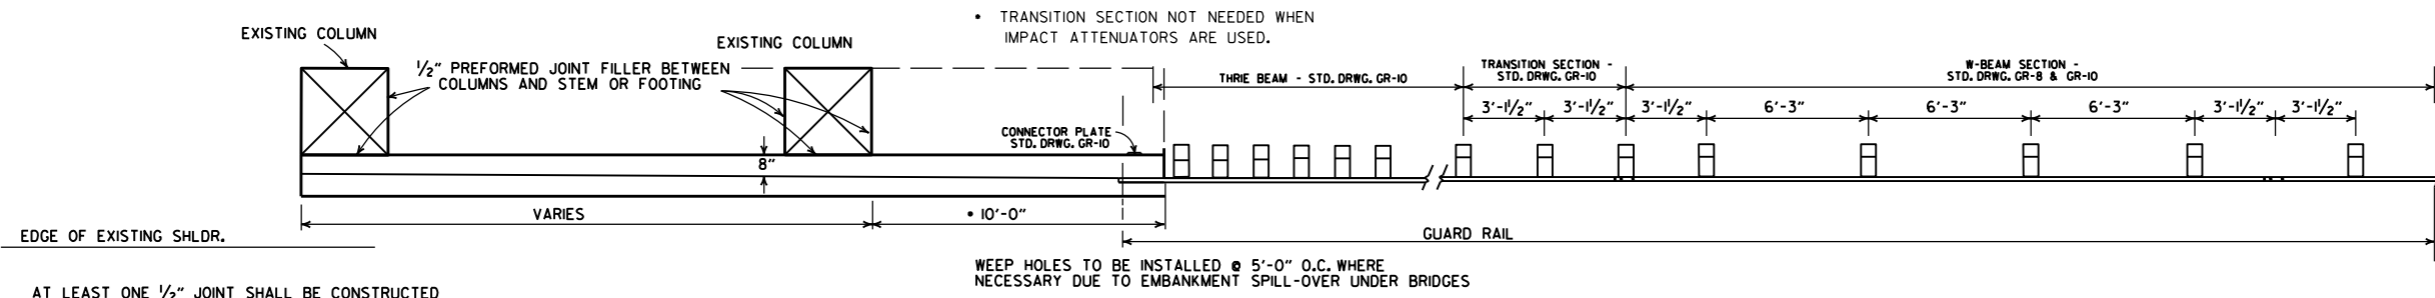 • TRANSITION SECTION NOT NEEDED WHEN
IMPACT ATTENUATORS ARE USED.
EXISTING COLUMN
EXISTING COLUMN
1/2" PREFORMED JOINT FILLER BETWEEN
COLUMNS AND STEM OR FOOTING
THRIE BEAM - STD. DRWG. GR-10
TRANSITION SECTION -
STD. DRWG. GR-10
W-BEAM SECTION -
STD. DRWG. GR-8 & GR-10
3'-1 1/2" 3'-1 1/2" 3'-1 1/2" 6'-3" 6'-3" 6'-3" 3'-1 1/2" 3'-1 1/2"
CONNECTOR PLATE
STD. DRWG. GR-10
8"
VARIES
• 10'-0"
GUARD RAIL
EDGE OF EXISTING SHLDR.
WEEP HOLES TO BE INSTALLED @ 5'-0" O.C. WHERE
NECESSARY DUE TO EMBANKMENT SPILL-OVER UNDER BRIDGES
AT LEAST ONE 1/2" JOINT SHALL BE CONSTRUCTED